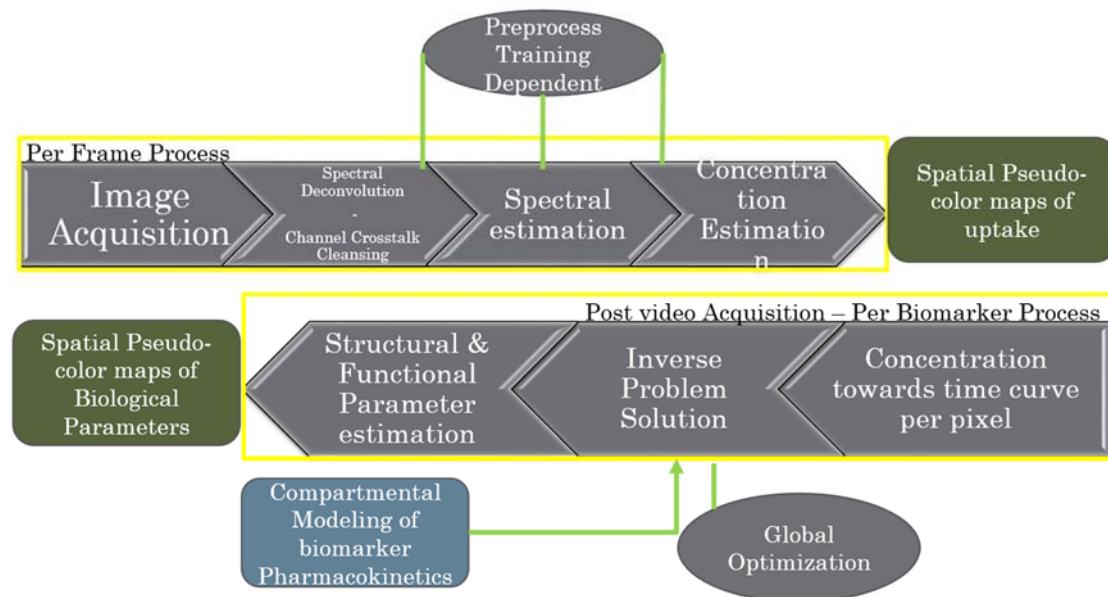 Preprocess
Training
Dependent
Per Frame Process
Image
Acquisition
Spectral
Deconvolution
-
Channel Crosstalk
Cleansing
Spectral
estimation
Concentra
tion
Estimatio
n
Spatial Pseudo-
color maps of
uptake
Spatial Pseudo-
color maps of
Biological
Parameters
Post video Acquisition – Per Biomarker Process
Structural &
Functional
Parameter
estimation
Inverse
Problem
Solution
Concentration
towards time curve
per pixel
Compartmental
Modeling of
biomarker
Pharmacokinetics
Global
Optimization